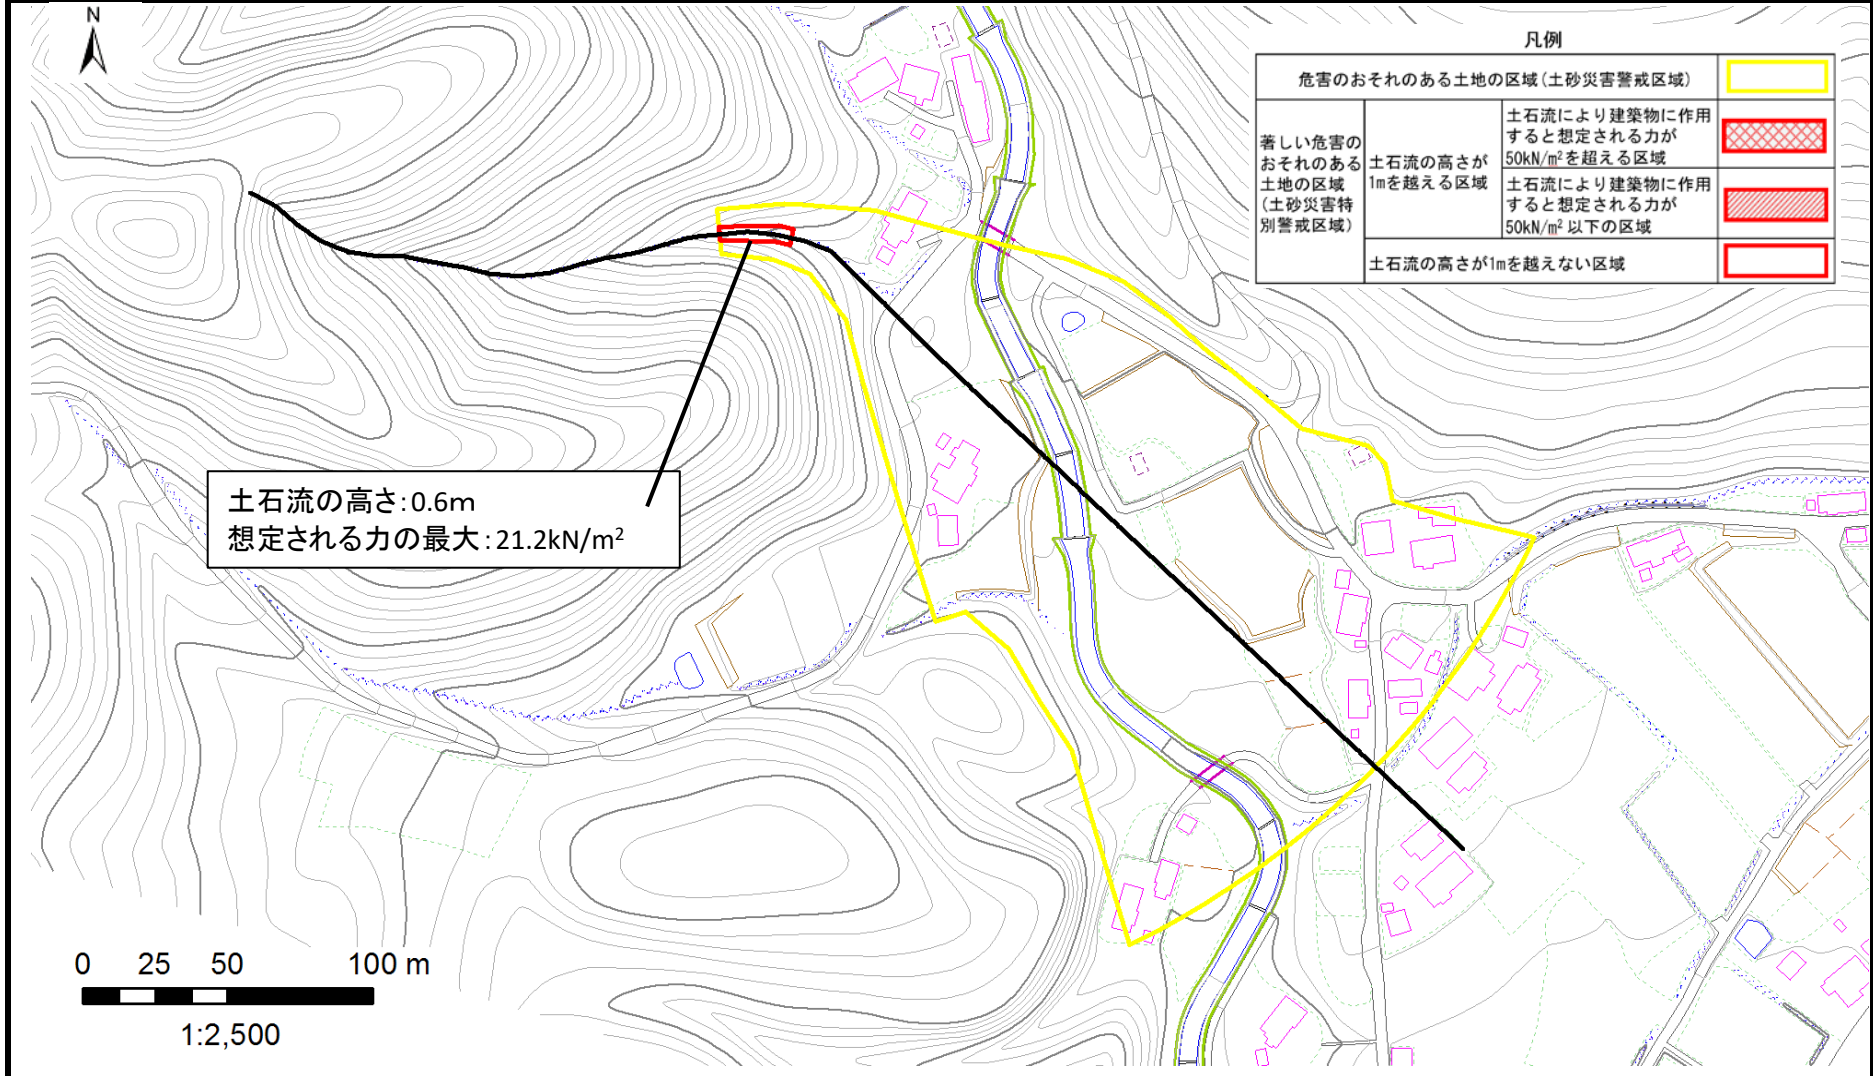 N
凡例
危害のおそれのある土地の区域(土砂災害警戒区域)
著しい危害の
おそれのある
土地の区域
(土砂災害特
別警戒区域)
土石流の高さが
1mを越える区域
土石流により建築物に作用
すると想定される力が
50kN/m²を超える区域
土石流により建築物に作用
すると想定される力が
50kN/m²以下の区域
土石流の高さが1mを越えない区域
土石流の高さ:0.6m
想定される力の最大:21.2kN/m²
0 25 50 100 m
1:2,500